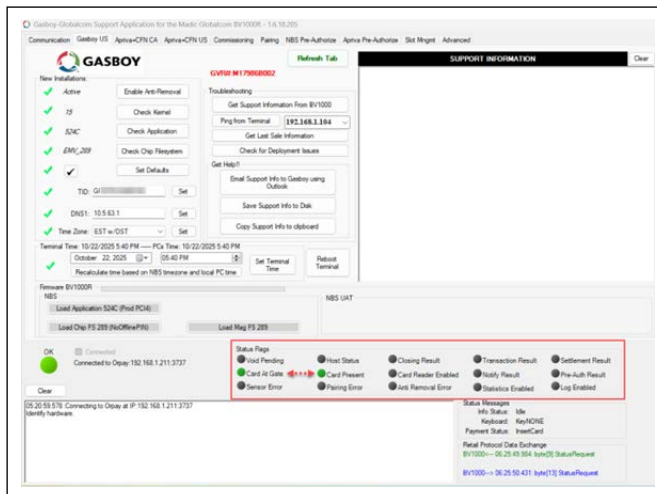 Gasboy-Globalcom Support Application for the Madic Globalcom BV1000R - 1.6.18.205
Communication Gasboy US Apriva+CFN CA Apriva+CFN US Commissioning Pairing NBS Pre-Authorize Apriva Pre-Authorize Slot Mngmt Advanced
GASBOY
Refresh Tab
GVRW M17986B002
SUPPORT INFORMATION
Clear
New Installations:
Active Enable Anti-Removal
15 Check Kernel
524C Check Application
EMV_289 Check Chip Filesystem
Set Defaults
TID: GI Set
DNS1: 10.5.63.1 Set
Time Zone: EST w/DST Set
Troubleshooting
Get Support Information From BV1000
Ping from Terminal 192.168.1.104
Get Last Sale Information
Check for Deployment Issues
Get Help!!
Email Support Info to Gasboy using Outlook
Save Support Info to Disk
Copy Support Info to clipboard
Terminal Time: 10/22/2025 5:40 PM ---- PCs Time: 10/22/2025 5:40 PM
October 22, 2025 05:40 PM
Set Terminal Time
Reboot Terminal
Recalculate time based on NBS timezone and local PC time
Firmware BV1000R
NBS
Load Application 524C (Prod PCI4)
Load Chip FS 289 (NoOfflinePIN) Load Mag FS 289
NBS UAT
OK
Connected
Connected to Orpay:192.168.1.211:3737
Clear
Status Flags
Void Pending Host Status Closing Result Transaction Result Settlement Result
Card At Gate Card Present Card Reader Enabled Notify Result Pre-Auth Result
Sensor Error Pairing Error Anti Removal Error Statistics Enabled Log Enabled
05:20:59.578 :Connecting to Orpay at IP:192.168.1.211:3737
Identify hardware.
Status Messages
Info Status: Idle
Keyboard: KeyNONE
Payment Status: InsertCard
Retail Protocol Data Exchange
BV1000<-- 06:25:49.984: byte[9] StatusRequest
BV1000--> 06:25:50.431: byte[13] StatusRequest